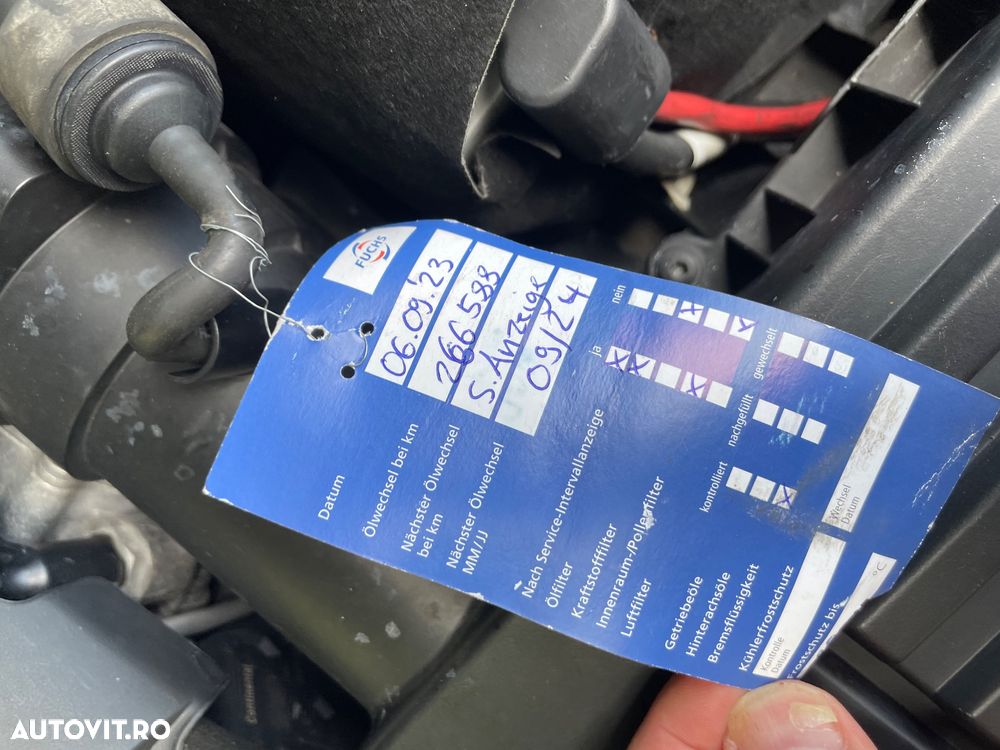 FUCHS
Datum 06.09.'23
Ölwechsel bei km 266.588
Nächster Ölwechsel
bei km S. Anzeige
Nächster Ölwechsel
MM/JJ 09/24
ja nein
Nach Service-Intervallanzeige
Ölfilter
Kraftstofffilter
Innenraum-/Pollenfilter
Luftfilter
kontrolliert nachgefüllt gewechselt
Getriebeöle
Hinterachsöle
Bremsflüssigkeit
Kühlerfrostschutz
Kontrolle
Datum
Wechsel
Datum
Frostschutz bis °C
Continental
AUTOVIT.RO